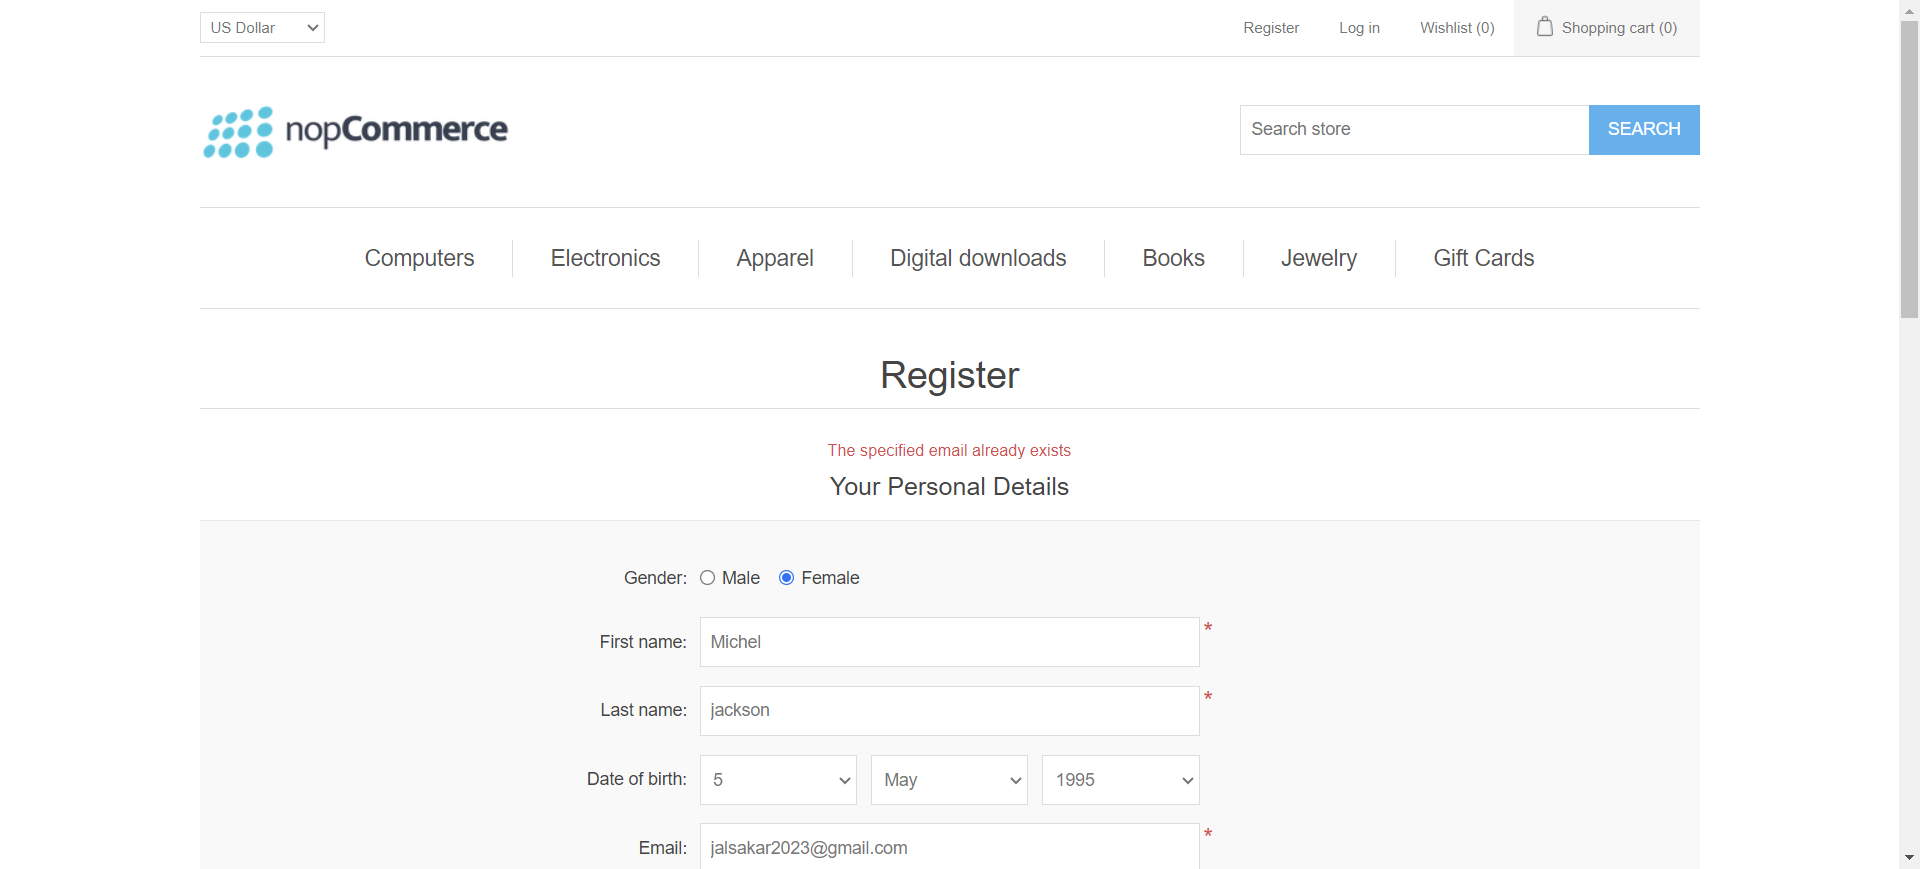 US Dollar Register Log in Wishlist (0) Shopping cart (0)
nopCommerce Search store SEARCH
Computers Electronics Apparel Digital downloads Books Jewelry Gift Cards
Register
The specified email already exists
Your Personal Details
Gender: Male Female
First name: Michel *
Last name: jackson *
Date of birth: 5 May 1995
Email: jalsakar2023@gmail.com *